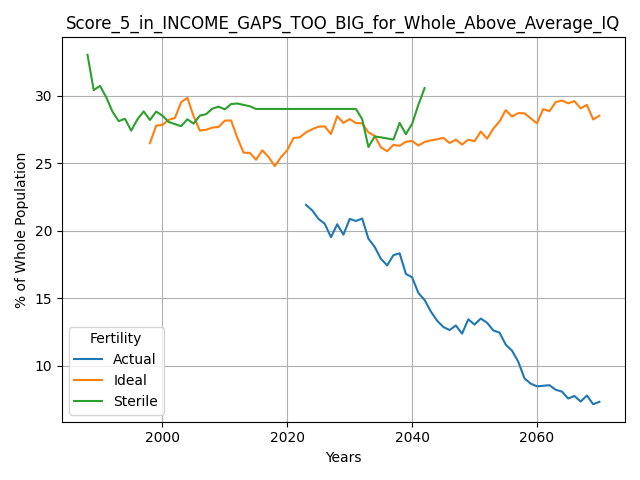 Score_5_in_INCOME_GAPS_TOO_BIG_for_Whole_Above_Average_IQ
% of Whole Population
30
25
20
15
10
Fertility
Actual
Ideal
Sterile
2000 2020 2040 2060
Years